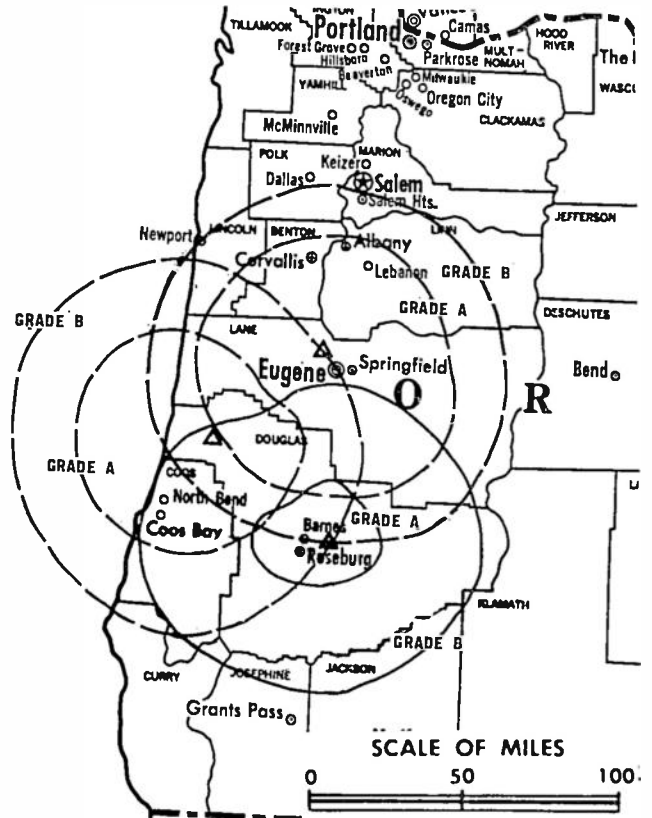 TILLAMOOK
Portland
Camas
HOOD
RIVER
Forest Grove
Hillsboro
Beaverton
Parkrose
MULT-
NOMAH
The
WASC
YAMHILL
Milwaukie
Oswego
Oregon City
CLACKAMAS
McMinnville
POLK
MARION
Keizer
Dallas
Salem
Salem Hts.
JEFFERSON
Newport
LINCOLN
BENTON
LINN
Albany
Corvallis
Lebanon
GRADE B
GRADE A
DESCHUTES
GRADE B
LANE
Eugene
Springfield
Bend
O
R
DOUGLAS
GRADE A
COOS
North Bend
Coos Bay
Barnes
GRADE A
Roseburg
KLAMATH
GRADE B
CURRY
JOSEPHINE
JACKSON
Grants Pass
SCALE OF MILES
0 50 100